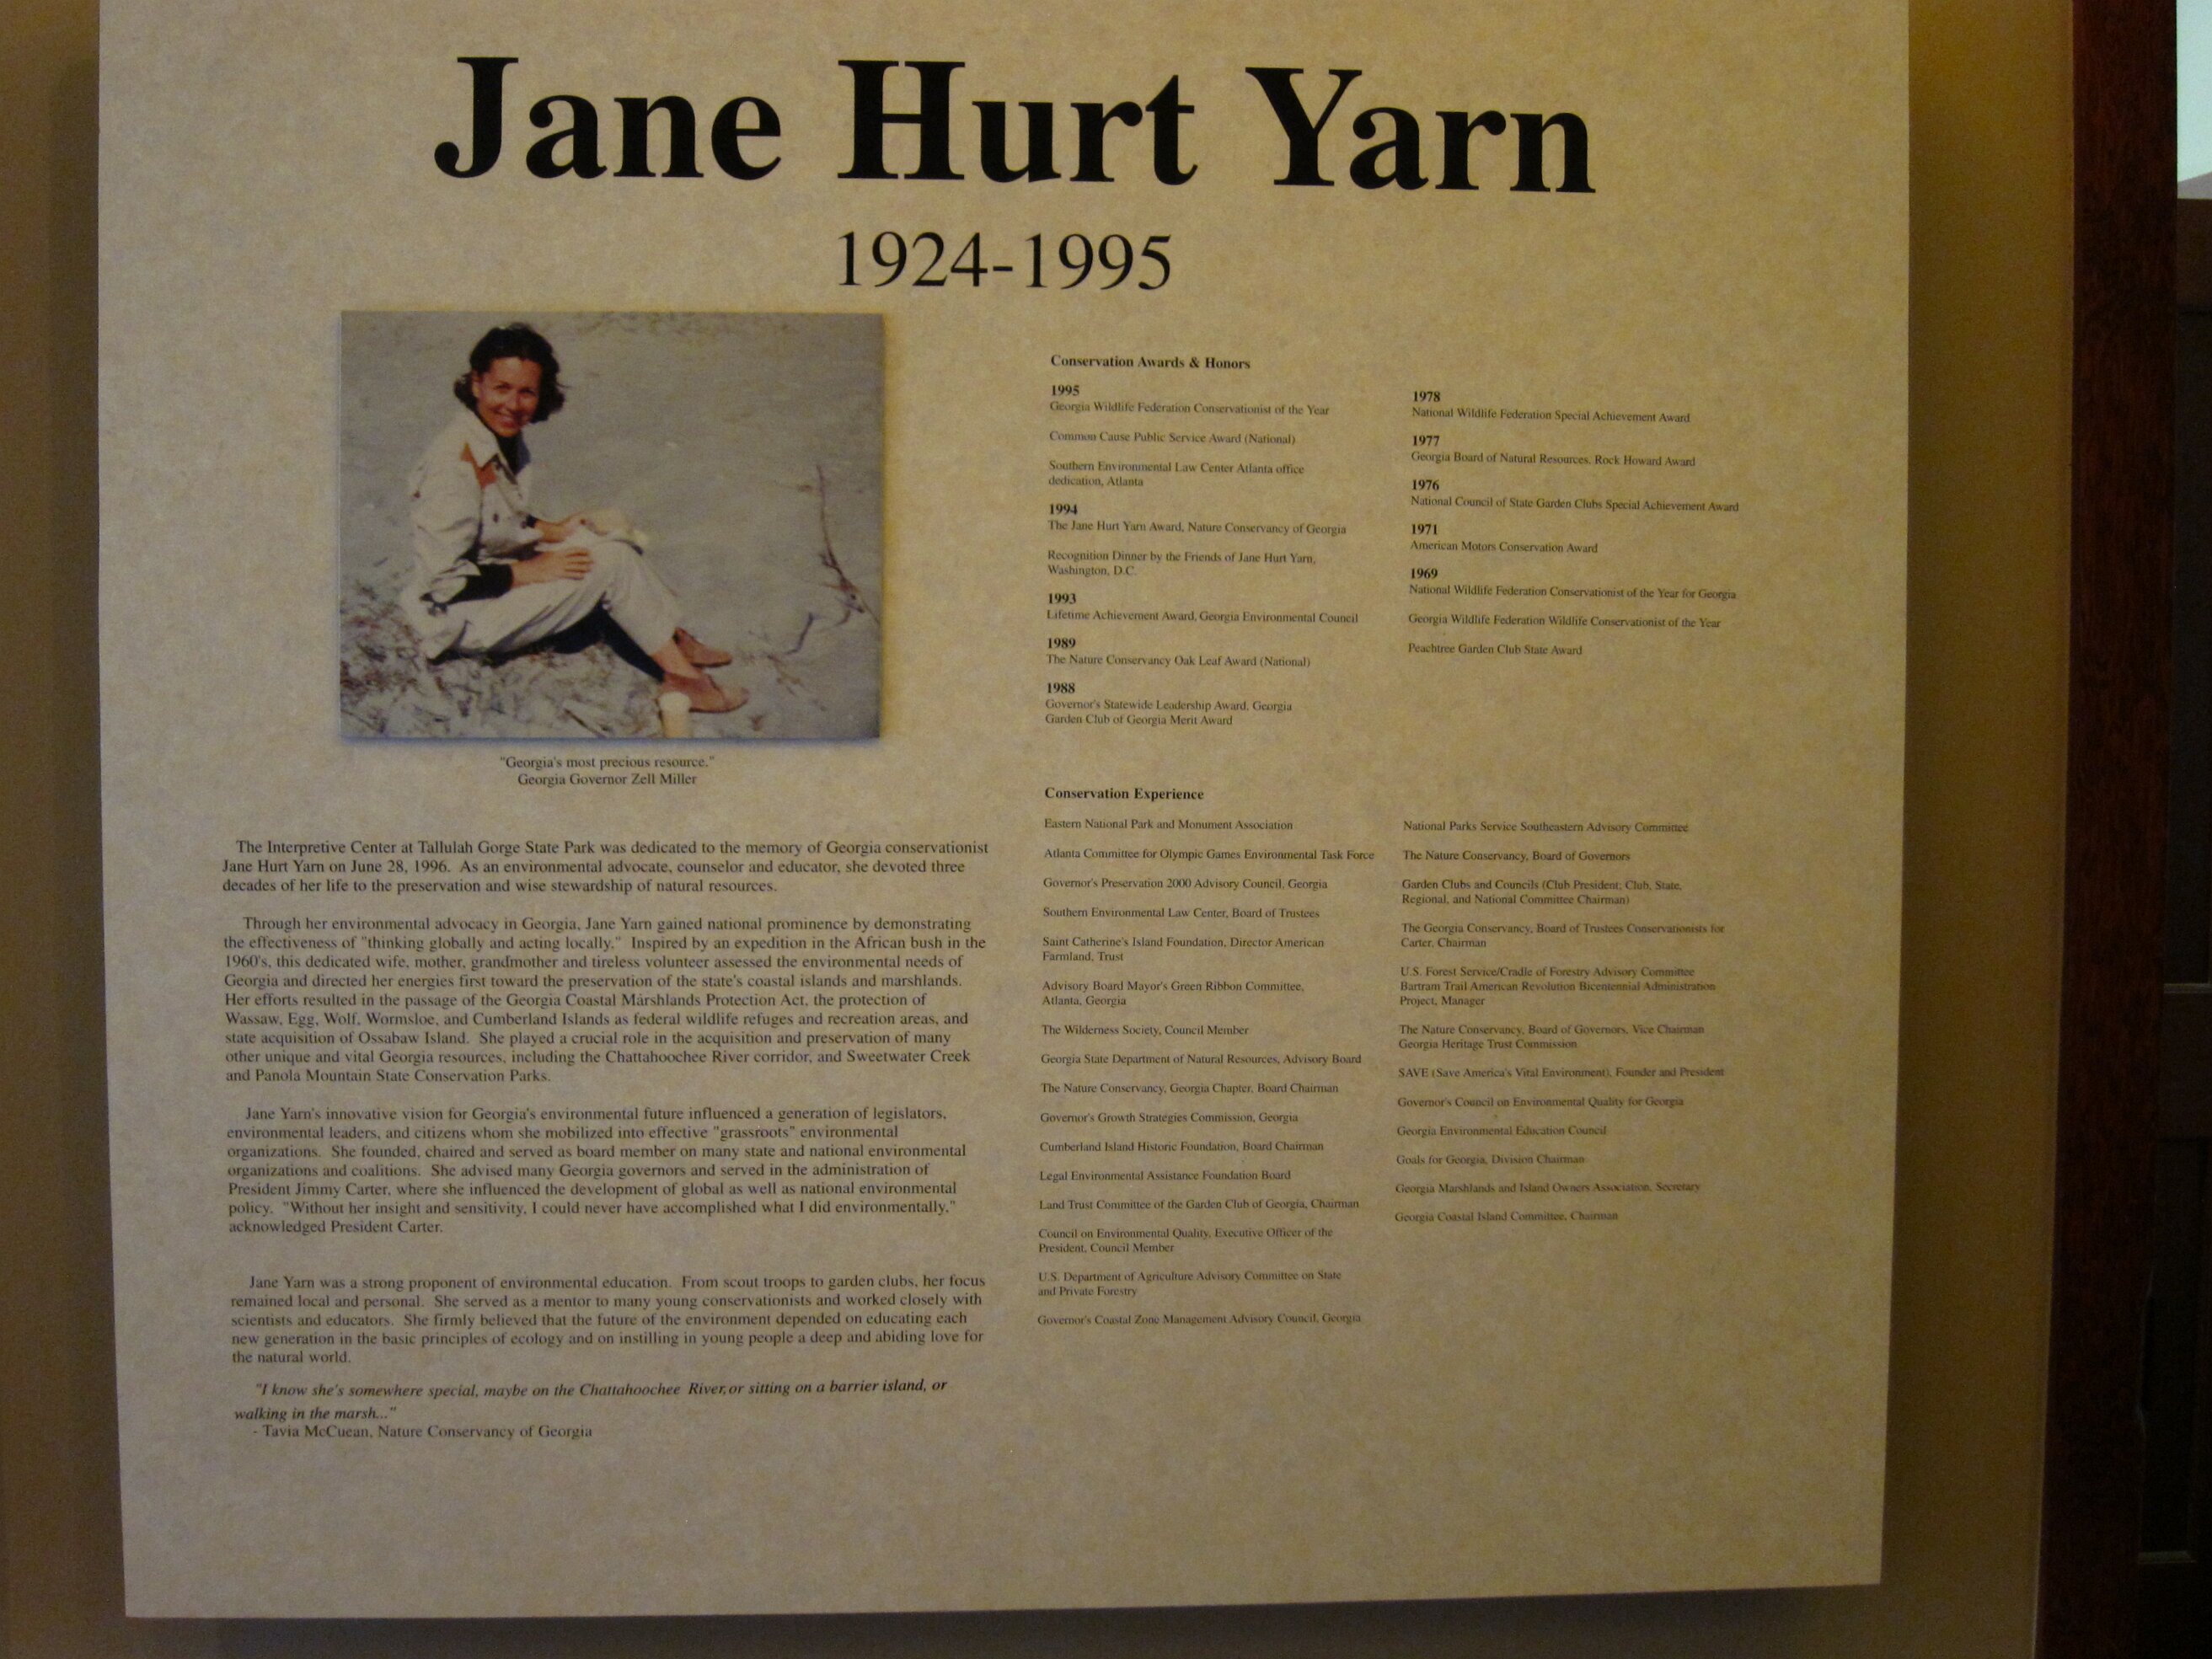 Jane Hurt Yarn
1924-1995
"Georgia's most precious resource."
Georgia Governor Zell Miller
The Interpretive Center at Tallulah Gorge State Park was dedicated to the memory of Georgia conservationist
Jane Hurt Yarn on June 28, 1996. As an environmental advocate, counselor and educator, she devoted three
decades of her life to the preservation and wise stewardship of natural resources.
Through her environmental advocacy in Georgia, Jane Yarn gained national prominence by demonstrating
the effectiveness of "thinking globally and acting locally." Inspired by an expedition in the African bush in the
1960's, this dedicated wife, mother, grandmother and tireless volunteer assessed the environmental needs of
Georgia and directed her energies first toward the preservation of the state's coastal islands and marshlands.
Her efforts resulted in the passage of the Georgia Coastal Marshlands Protection Act, the protection of
Wassaw, Egg, Wolf, Wormsloe, and Cumberland Islands as federal wildlife refuges and recreation areas, and
state acquisition of Ossabaw Island. She played a crucial role in the acquisition and preservation of many
other unique and vital Georgia resources, including the Chattahoochee River corridor, and Sweetwater Creek
and Panola Mountain State Conservation Parks.
Jane Yarn's innovative vision for Georgia's environmental future influenced a generation of legislators,
environmental leaders, and citizens whom she mobilized into effective "grassroots" environmental
organizations. She founded, chaired and served as board member on many state and national environmental
organizations and coalitions. She advised many Georgia governors and served in the administration of
President Jimmy Carter, where she influenced the development of global as well as national environmental
policy. "Without her insight and sensitivity, I could never have accomplished what I did environmentally,"
acknowledged President Carter.
Jane Yarn was a strong proponent of environmental education. From scout troops to garden clubs, her focus
remained local and personal. She served as a mentor to many young conservationists and worked closely with
scientists and educators. She firmly believed that the future of the environment depended on educating each
new generation in the basic principles of ecology and on instilling in young people a deep and abiding love for
the natural world.
"I know she's somewhere special, maybe on the Chattahoochee River, or sitting on a barrier island, or
walking in the marsh..."
- Tavia McCuean, Nature Conservancy of Georgia
Conservation Awards & Honors
1995
Georgia Wildlife Federation Conservationist of the Year
Common Cause Public Service Award (National)
Southern Environmental Law Center Atlanta office
dedication, Atlanta
1994
The Jane Hurt Yarn Award, Nature Conservancy of Georgia
Recognition Dinner by the Friends of Jane Hurt Yarn,
Washington, D.C.
1993
Lifetime Achievement Award, Georgia Environmental Council
1989
The Nature Conservancy Oak Leaf Award (National)
1988
Governor's Statewide Leadership Award, Georgia
Garden Club of Georgia Merit Award
1978
National Wildlife Federation Special Achievement Award
1977
Georgia Board of Natural Resources, Rock Howard Award
1976
National Council of State Garden Clubs Special Achievement Award
1971
American Motors Conservation Award
1969
National Wildlife Federation Conservationist of the Year for Georgia
Georgia Wildlife Federation Wildlife Conservationist of the Year
Peachtree Garden Club State Award
Conservation Experience
Eastern National Park and Monument Association
Atlanta Committee for Olympic Games Environmental Task Force
Governor's Preservation 2000 Advisory Council, Georgia
Southern Environmental Law Center, Board of Trustees
Saint Catherine's Island Foundation, Director American
Farmland, Trust
Advisory Board Mayor's Green Ribbon Committee,
Atlanta, Georgia
The Wilderness Society, Council Member
Georgia State Department of Natural Resources, Advisory Board
The Nature Conservancy, Georgia Chapter, Board Chairman
Governor's Growth Strategies Commission, Georgia
Cumberland Island Historic Foundation, Board Chairman
Legal Environmental Assistance Foundation Board
Land Trust Committee of the Garden Club of Georgia, Chairman
Council on Environmental Quality, Executive Officer of the
President, Council Member
U.S. Department of Agriculture Advisory Committee on State
and Private Forestry
Governor's Coastal Zone Management Advisory Council, Georgia
National Parks Service Southeastern Advisory Committee
The Nature Conservancy, Board of Governors
Garden Clubs and Councils (Club President; Club, State,
Regional, and National Committee Chairman)
The Georgia Conservancy, Board of Trustees Conservationists for
Carter, Chairman
U.S. Forest Service/Cradle of Forestry Advisory Committee
Bartram Trail American Revolution Bicentennial Administration
Project, Manager
The Nature Conservancy, Board of Governors, Vice Chairman
Georgia Heritage Trust Commission
SAVE (Save America's Vital Environment), Founder and President
Governor's Council on Environmental Quality for Georgia
Georgia Environmental Education Council
Goals for Georgia, Division Chairman
Georgia Marshlands and Island Owners Association, Secretary
Georgia Coastal Island Committee, Chairman